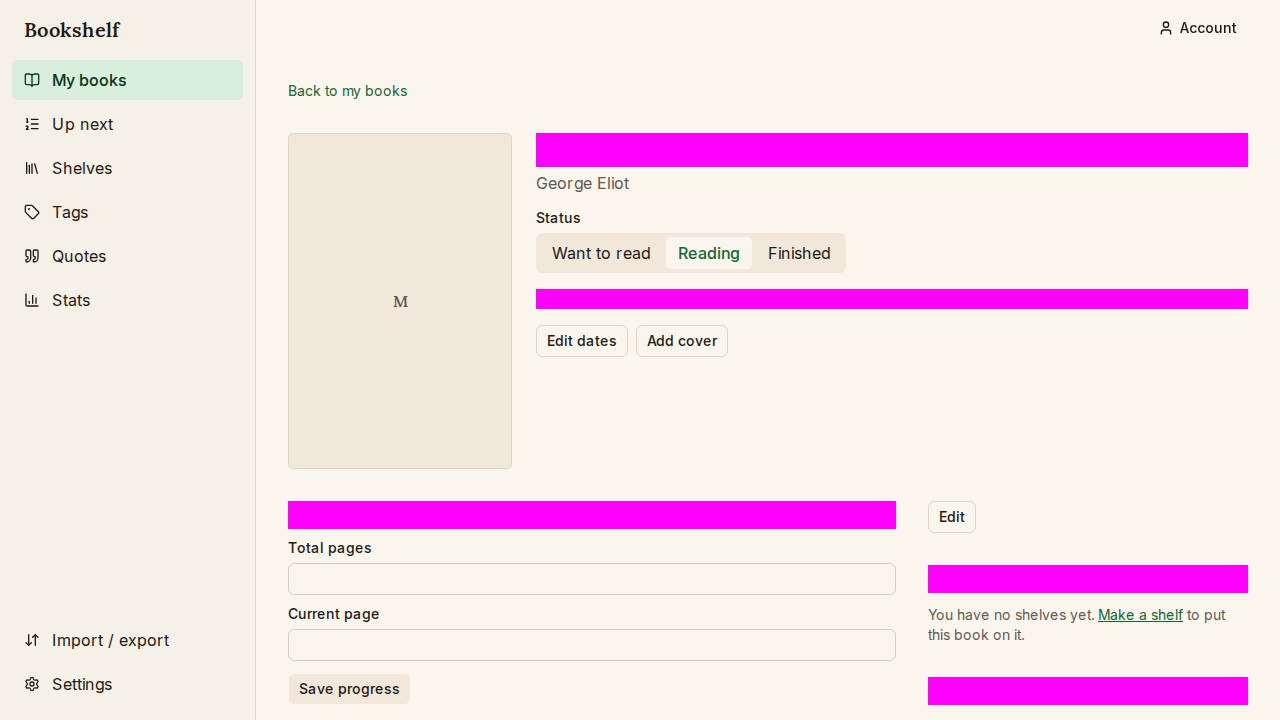 Bookshelf
My books
Up next
Shelves
Tags
Quotes
Stats
Import / export
Settings
Account
Back to my books
M
George Eliot
Status
Want to read
Reading
Finished
Edit dates
Add cover
Total pages
Current page
Save progress
Edit
You have no shelves yet. Make a shelf to put
this book on it.